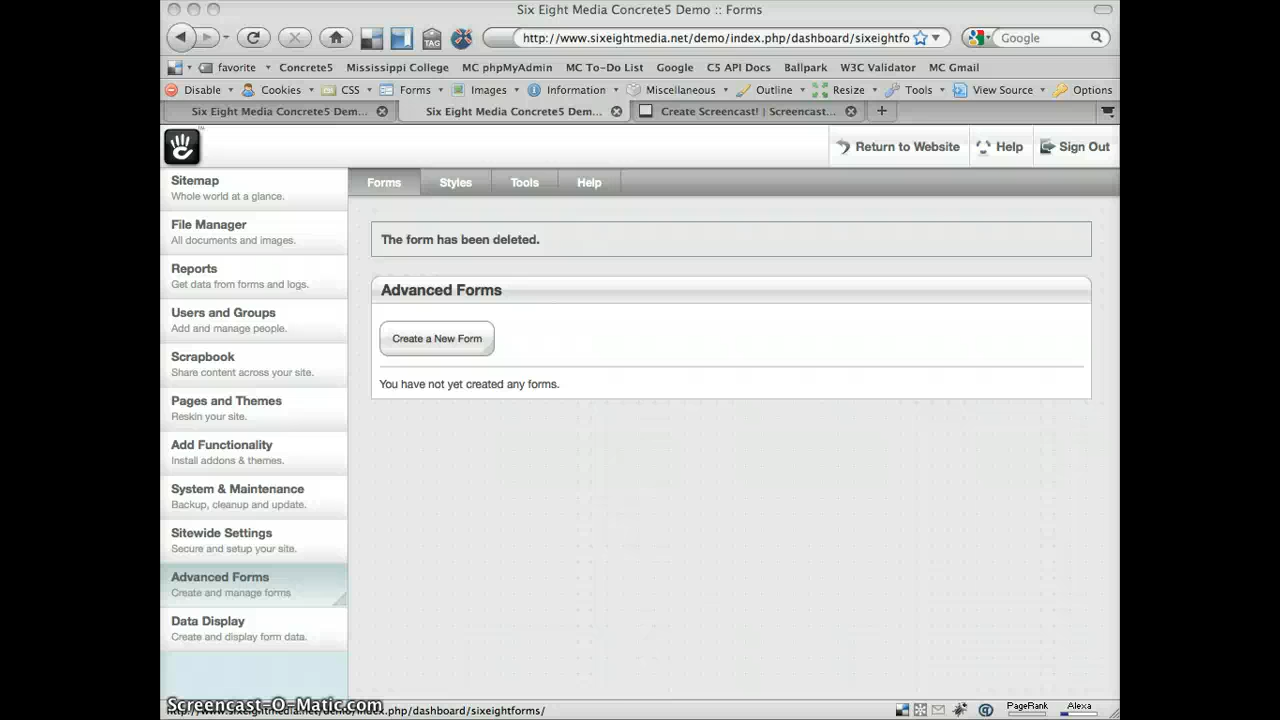 Six Eight Media Concrete5 Demo :: Forms
http://www.sixeightmedia.net/demo/index.php/dashboard/sixeightfo
Google
TAG
favorite Concrete5 Mississippi College MC phpMyAdmin MC To-Do List Google C5 API Docs Ballpark W3C Validator MC Gmail
Disable Cookies CSS Forms Images Information Miscellaneous Outline Resize Tools View Source Options
Six Eight Media Concrete5 Dem... Six Eight Media Concrete5 Dem... Create Screencast! | Screencast...
Return to Website Help Sign Out
Forms Styles Tools Help
Sitemap
Whole world at a glance.
File Manager
All documents and images.
Reports
Get data from forms and logs.
Users and Groups
Add and manage people.
Scrapbook
Share content across your site.
Pages and Themes
Reskin your site.
Add Functionality
Install addons & themes.
System & Maintenance
Backup, cleanup and update.
Sitewide Settings
Secure and setup your site.
Advanced Forms
Create and manage forms
Data Display
Create and display form data.
The form has been deleted.
Advanced Forms
Create a New Form
You have not yet created any forms.
Screencast-O-Matic.com
index.php/dashboard/sixeightforms/
PageRank Alexa